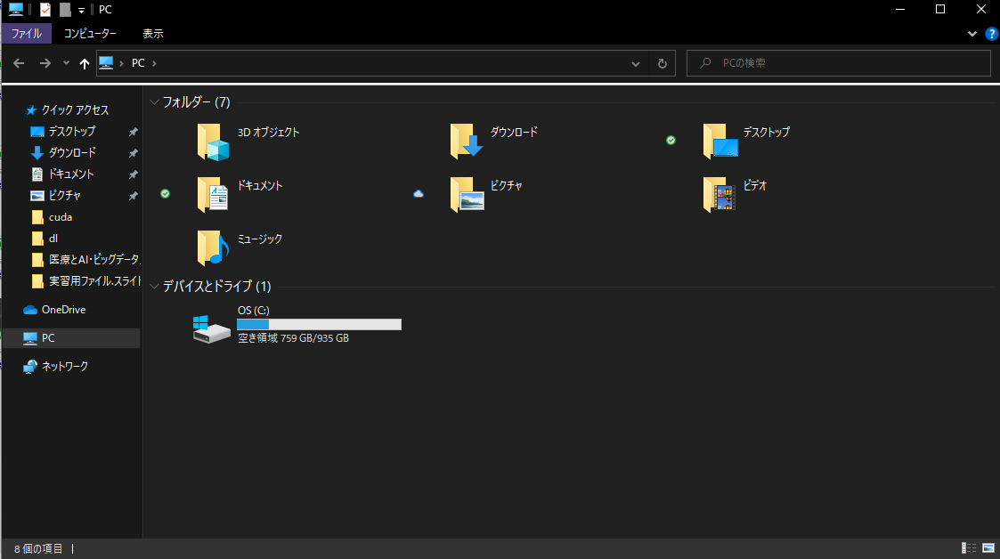 PC
ファイル コンピューター 表示
PC
PCの検索
クイック アクセス
デスクトップ
ダウンロード
ドキュメント
ピクチャ
cuda
dl
医療とAI・ビッグデータ
実習用ファイル.スライド
OneDrive
PC
ネットワーク
フォルダー (7)
3D オブジェクト
ダウンロード
デスクトップ
ドキュメント
ピクチャ
ビデオ
ミュージック
デバイスとドライブ (1)
OS (C:)
空き領域 759 GB/935 GB
8 個の項目